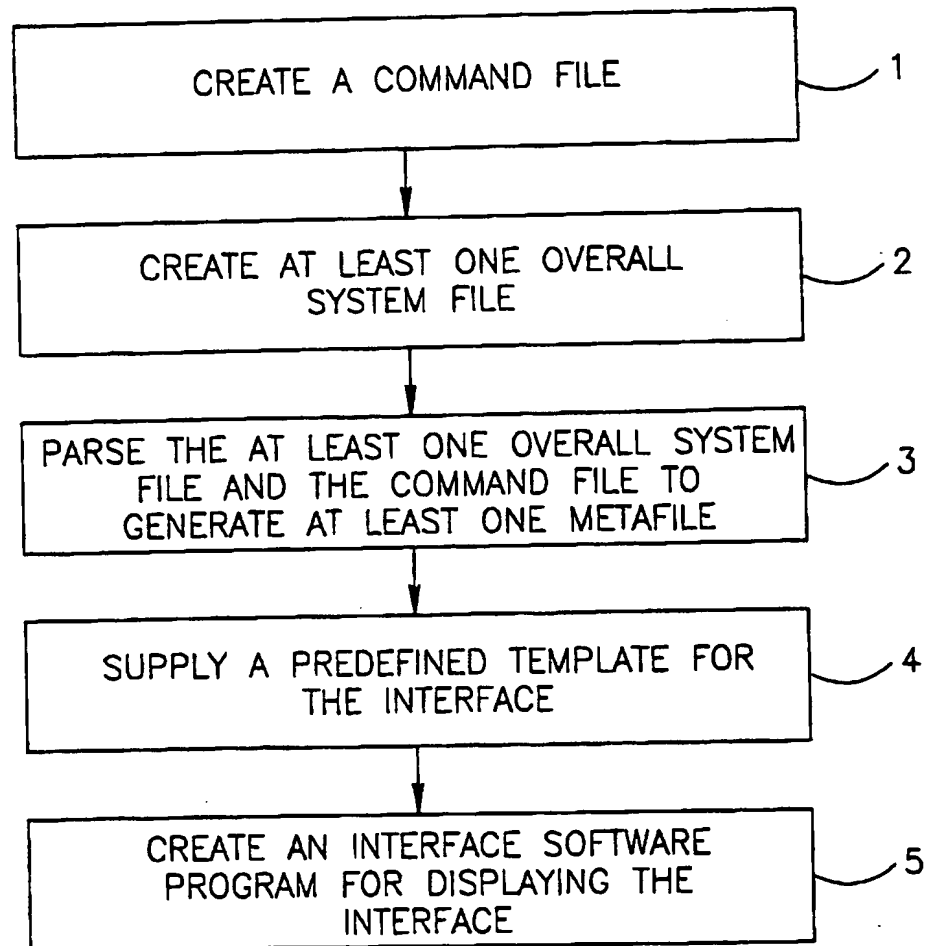 CREATE A COMMAND FILE
1
CREATE AT LEAST ONE OVERALL
SYSTEM FILE
2
PARSE THE AT LEAST ONE OVERALL SYSTEM
FILE AND THE COMMAND FILE TO
GENERATE AT LEAST ONE METAFILE
3
SUPPLY A PREDEFINED TEMPLATE FOR
THE INTERFACE
4
CREATE AN INTERFACE SOFTWARE
PROGRAM FOR DISPLAYING THE
INTERFACE
5